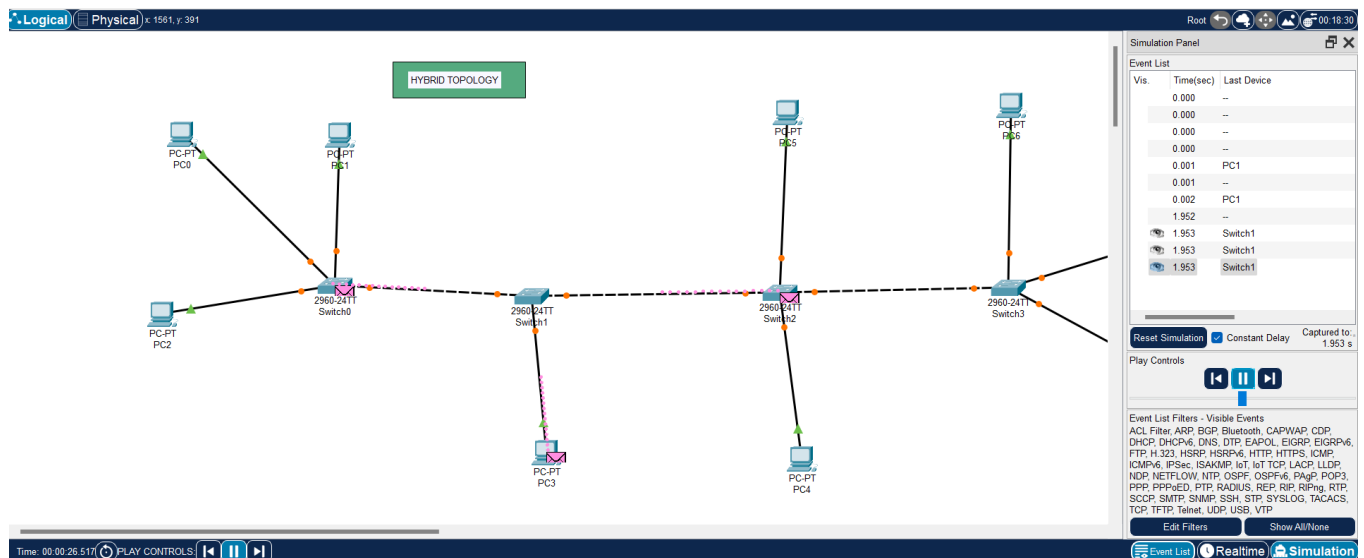 Logical Physical x: 1561, y: 391 Root 00:18:30
HYBRID TOPOLOGY
PC-PT
PC0
PC-PT
PC1
PC-PT
PC5
PC-PT
PC6
2960-24TT
Switch0
2960-24TT
Switch1
2960-24TT
Switch2
2960-24TT
Switch3
PC-PT
PC2
PC-PT
PC3
PC-PT
PC4
Simulation Panel
Event List
Vis. Time(sec) Last Device
0.000 --
0.000 --
0.000 --
0.000 --
0.001 PC1
0.001 --
0.002 PC1
1.952 --
1.953 Switch1
1.953 Switch1
1.953 Switch1
Reset Simulation Constant Delay Captured to:
1.953 s
Play Controls
Event List Filters - Visible Events
ACL Filter, ARP, BGP, Bluetooth, CAPWAP, CDP,
DHCP, DHCPv6, DNS, DTP, EAPOL, EIGRP, EIGRPv6,
FTP, H.323, HSRP, HSRPv6, HTTP, HTTPS, ICMP,
ICMPv6, IPSec, ISAKMP, IoT, IoT TCP, LACP, LLDP,
NDP, NETFLOW, NTP, OSPF, OSPFv6, PAgP, POP3,
PPP, PPPoED, PTP, RADIUS, REP, RIP, RIPng, RTP,
SCCP, SMTP, SNMP, SSH, STP, SYSLOG, TACACS,
TCP, TFTP, Telnet, UDP, USB, VTP
Edit Filters Show All/None
Time: 00:00:26.517 PLAY CONTROLS: Event List Realtime Simulation